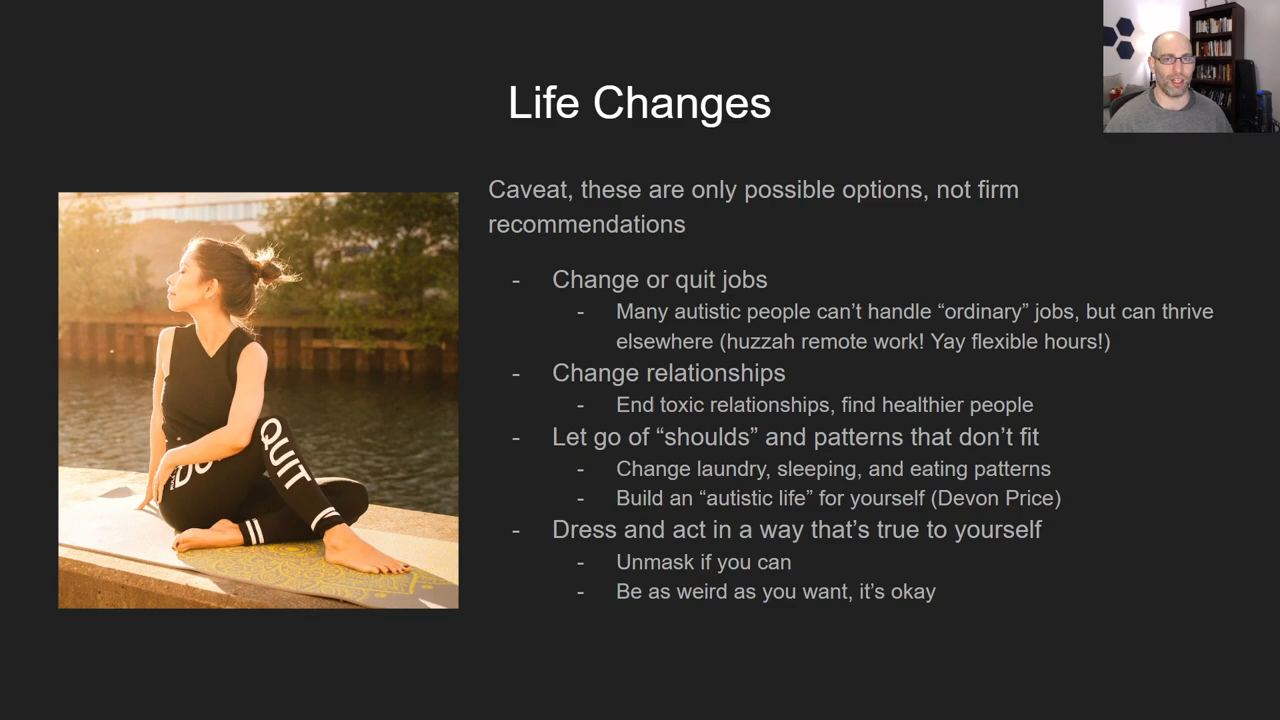 Life Changes
Caveat, these are only possible options, not firm
recommendations
- Change or quit jobs
- Many autistic people can’t handle “ordinary” jobs, but can thrive
elsewhere (huzzah remote work! Yay flexible hours!)
- Change relationships
- End toxic relationships, find healthier people
- Let go of “shoulds” and patterns that don’t fit
- Change laundry, sleeping, and eating patterns
- Build an “autistic life” for yourself (Devon Price)
- Dress and act in a way that’s true to yourself
- Unmask if you can
- Be as weird as you want, it’s okay
QUIT